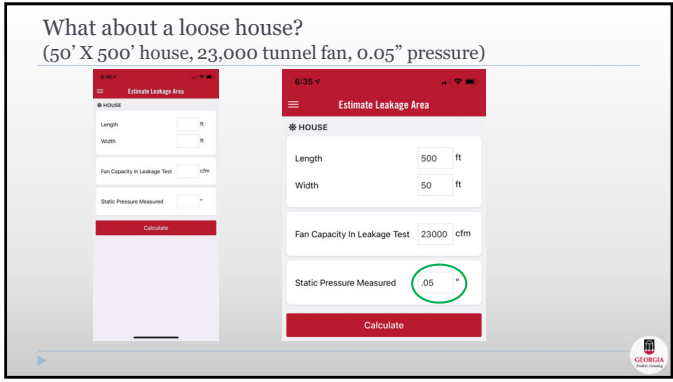 What about a loose house?
(50’ X 500’ house, 23,000 tunnel fan, 0.05” pressure)
Estimate Leakage Area
HOUSE
Length ft
Width ft
Fan Capacity In Leakage Test cfm
Static Pressure Measured "
Calculate
6:35
Estimate Leakage Area
HOUSE
Length 500 ft
Width 50 ft
Fan Capacity In Leakage Test 23000 cfm
Static Pressure Measured .05 "
Calculate
GEORGIA